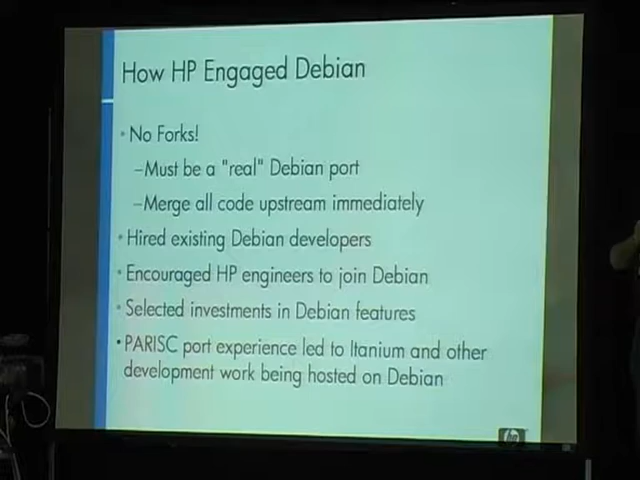 How HP Engaged Debian
• No Forks!
–Must be a "real" Debian port
–Merge all code upstream immediately
• Hired existing Debian developers
• Encouraged HP engineers to join Debian
• Selected investments in Debian features
• PARISC port experience led to Itanium and other
development work being hosted on Debian
hp